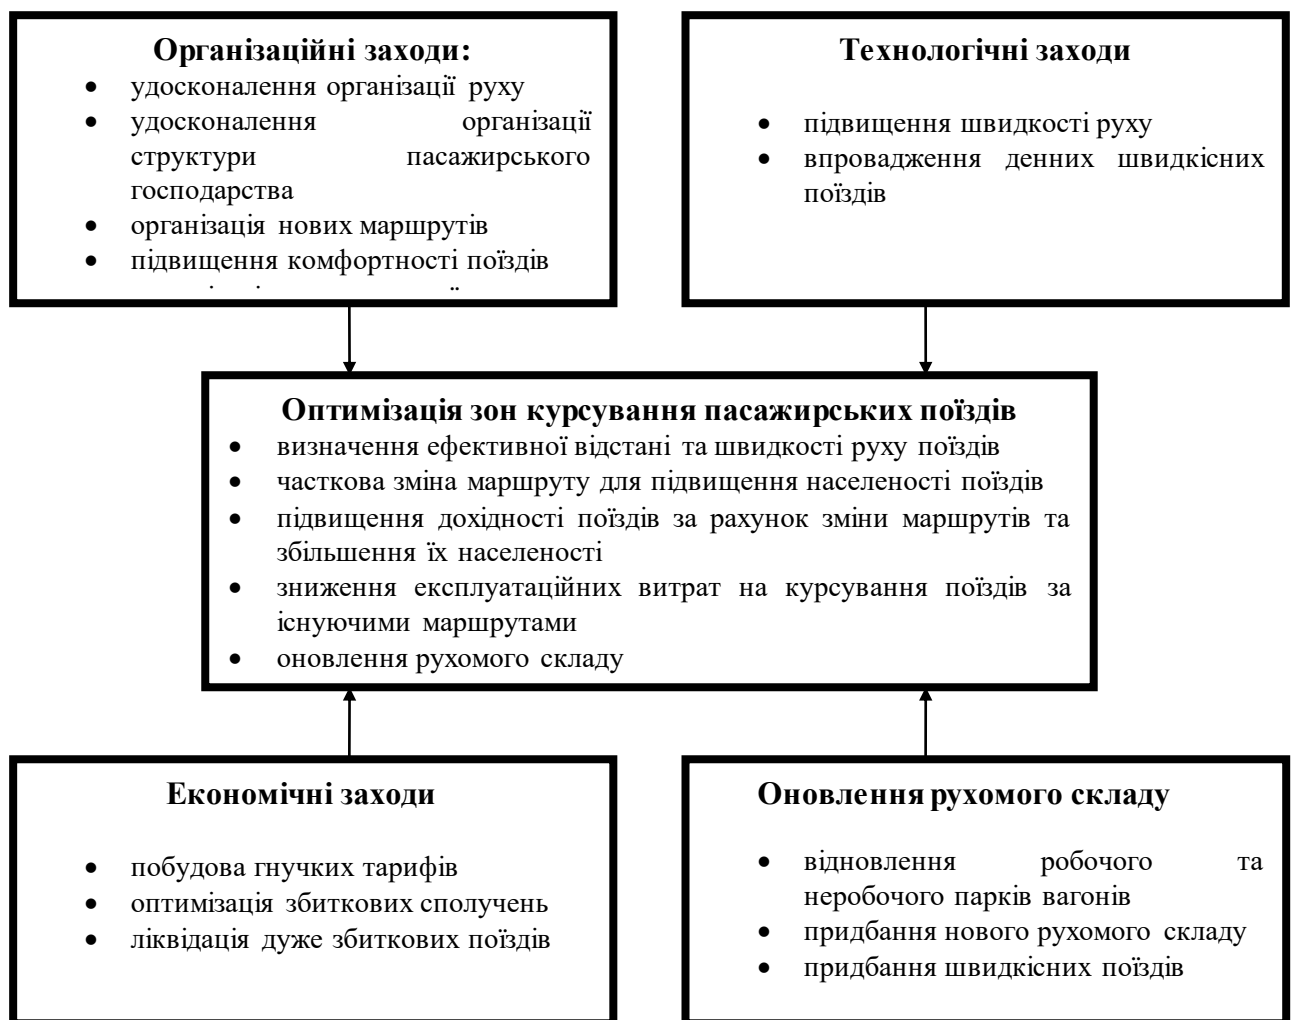 Організаційні заходи:
• удосконалення організації руху
• удосконалення організації
структури пасажирського
господарства
• організація нових маршрутів
• підвищення комфортності поїздів
Технологічні заходи
• підвищення швидкості руху
• впровадження денних швидкісних
поїздів
Оптимізація зон курсування пасажирських поїздів
• визначення ефективної відстані та швидкості руху поїздів
• часткова зміна маршруту для підвищення населеності поїздів
• підвищення дохідності поїздів за рахунок зміни маршрутів та
збільшення їх населеності
• зниження експлуатаційних витрат на курсування поїздів за
існуючими маршрутами
• оновлення рухомого складу
Економічні заходи
• побудова гнучких тарифів
• оптимізація збиткових сполучень
• ліквідація дуже збиткових поїздів
Оновлення рухомого складу
• відновлення робочого та
неробочого парків вагонів
• придбання нового рухомого складу
• придбання швидкісних поїздів